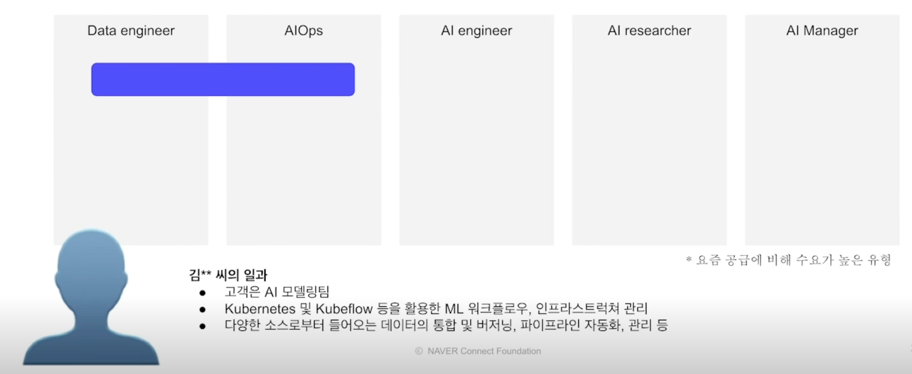 Data engineer
AIOps
AI engineer
AI researcher
AI Manager
* 요즘 공급에 비해 수요가 높은 유형
김** 씨의 일과
● 고객은 AI 모델링팀
● Kubernetes 및 Kubeflow 등을 활용한 ML 워크플로우, 인프라스트럭쳐 관리
● 다양한 소스로부터 들어오는 데이터의 통합 및 버저닝, 파이프라인 자동화, 관리 등
© NAVER Connect Foundation